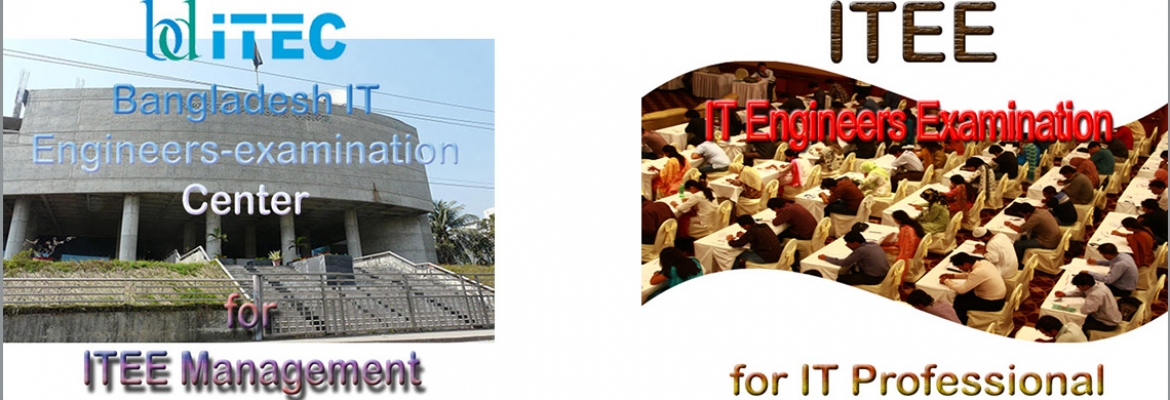 bd iTEC
Bangladesh IT
Engineers-examination
Center
for
ITEE Management
ITEE
IT Engineers Examination
for IT Professional